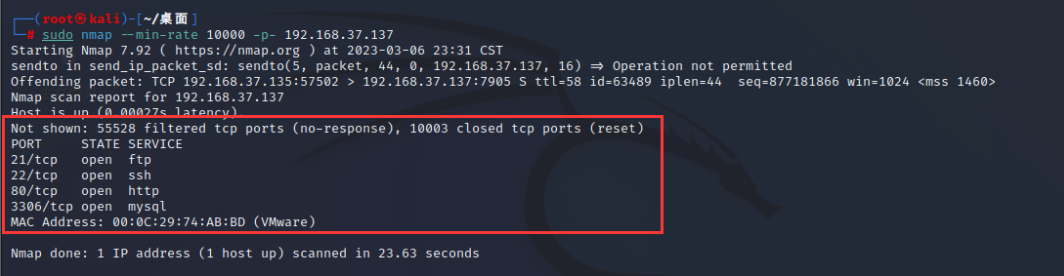 ┌──(root㉿kali)-[~/桌面]
└─# sudo nmap --min-rate 10000 -p- 192.168.37.137
Starting Nmap 7.92 ( https://nmap.org ) at 2023-03-06 23:31 CST
sendto in send_ip_packet_sd: sendto(5, packet, 44, 0, 192.168.37.137, 16) => Operation not permitted
Offending packet: TCP 192.168.37.135:57502 > 192.168.37.137:7905 S ttl=58 id=63489 iplen=44  seq=877181866 win=1024 <mss 1460>
Nmap scan report for 192.168.37.137
Host is up (0.00027s latency).
Not shown: 55528 filtered tcp ports (no-response), 10003 closed tcp ports (reset)
PORT     STATE SERVICE
21/tcp   open  ftp
22/tcp   open  ssh
80/tcp   open  http
3306/tcp open  mysql
MAC Address: 00:0C:29:74:AB:BD (VMware)
Nmap done: 1 IP address (1 host up) scanned in 23.63 seconds